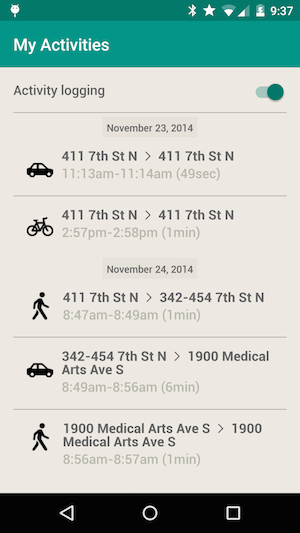 9:37
My Activities
Activity logging
November 23, 2014
411 7th St N > 411 7th St N
11:13am-11:14am (49sec)
411 7th St N > 411 7th St N
2:57pm-2:58pm (1min)
November 24, 2014
411 7th St N > 342-454 7th St N
8:47am-8:49am (1min)
342-454 7th St N > 1900 Medical
Arts Ave S
8:49am-8:56am (6min)
1900 Medical Arts Ave S > 1900
Medical Arts Ave S
8:56am-8:57am (1min)